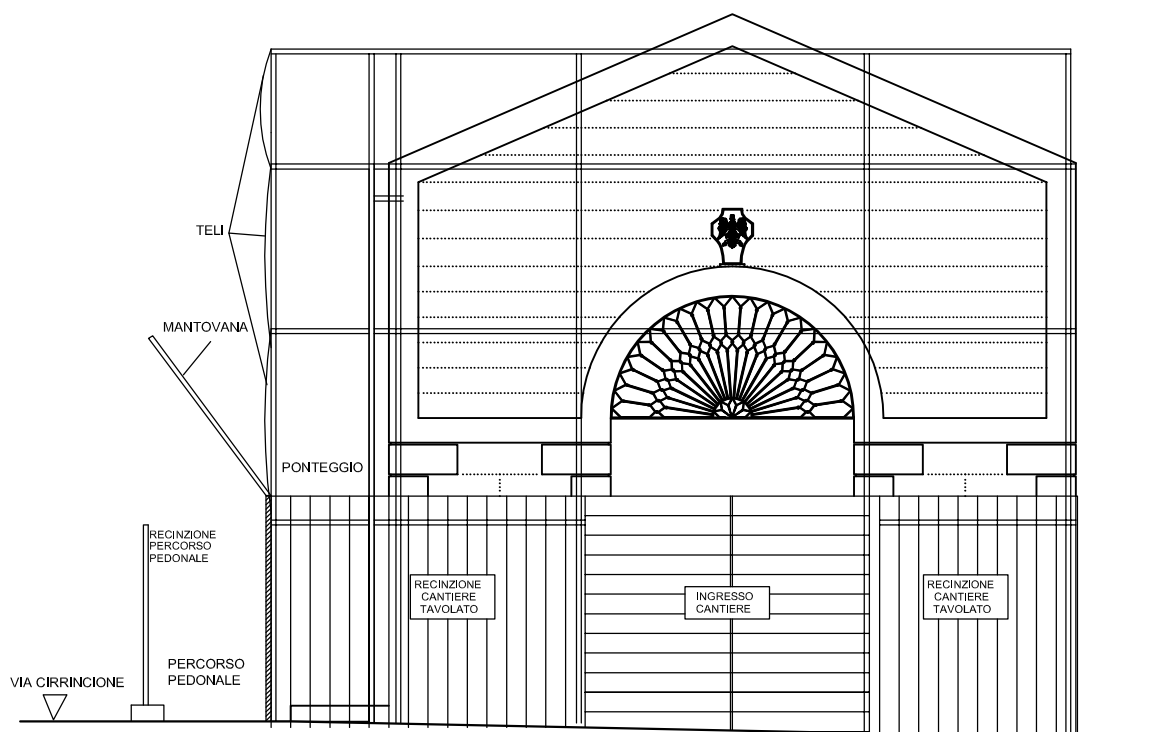 TELI
MANTOVANA
PONTEGGIO
RECINZIONE
PERCORSO
PEDONALE
RECINZIONE
CANTIERE
TAVOLATO
INGRESSO
CANTIERE
RECINZIONE
CANTIERE
TAVOLATO
PERCORSO
PEDONALE
VIA CIRRINCIONE